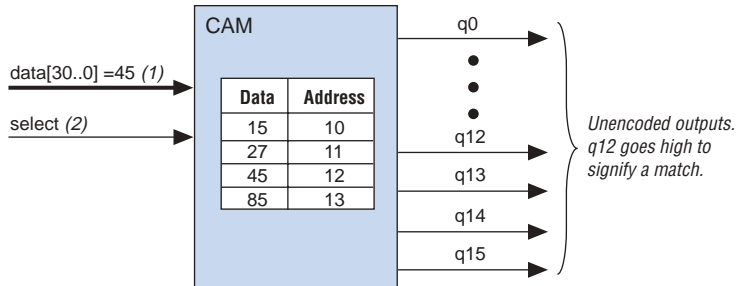 CAM
q0
data[30..0] =45 (1)
select (2)
Data Address
15 10
27 11
45 12
85 13
q12
q13
q14
q15
Unencoded outputs.
q12 goes high to
signify a match.